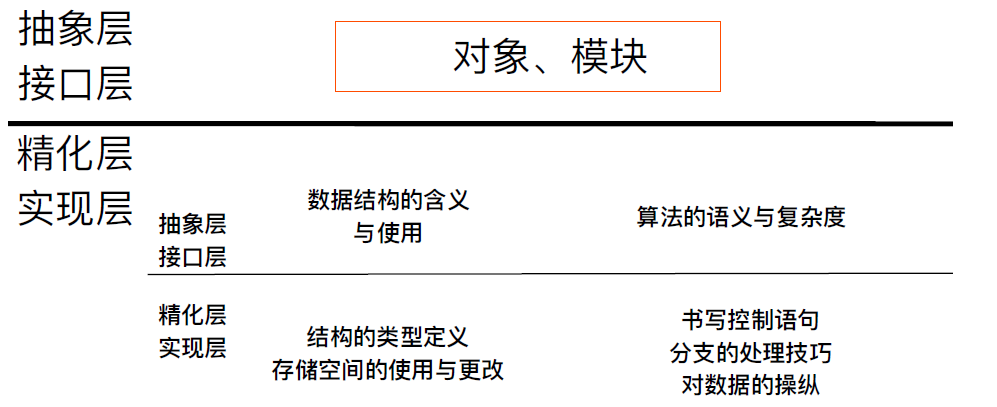 抽象层
接口层
对象、模块
精化层
实现层
抽象层
接口层
数据结构的含义
与使用
算法的语义与复杂度
精化层
实现层
结构的类型定义
存储空间的使用与更改
书写控制语句
分支的处理技巧
对数据的操纵